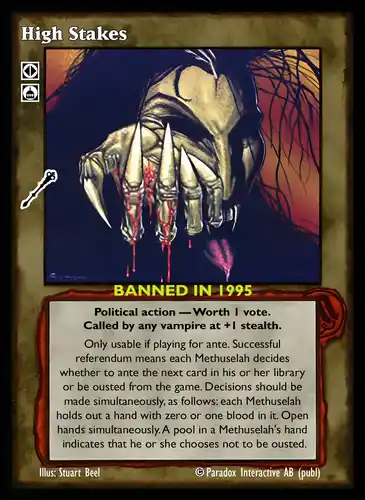 High Stakes
BANNED IN 1995
Political action — Worth 1 vote.
Called by any vampire at +1 stealth.
Only usable if playing for ante. Successful
referendum means each Methuselah decides
whether to ante the next card in his or her library
or be ousted from the game. Decisions should be
made simultaneously, as follows: each Methuselah
holds out a hand with zero or one blood in it. Open
hands simultaneously. A pool in a Methuselah's hand
indicates that he or she chooses not to be ousted.
Illus: Stuart Beel
© Paradox Interactive AB (publ)